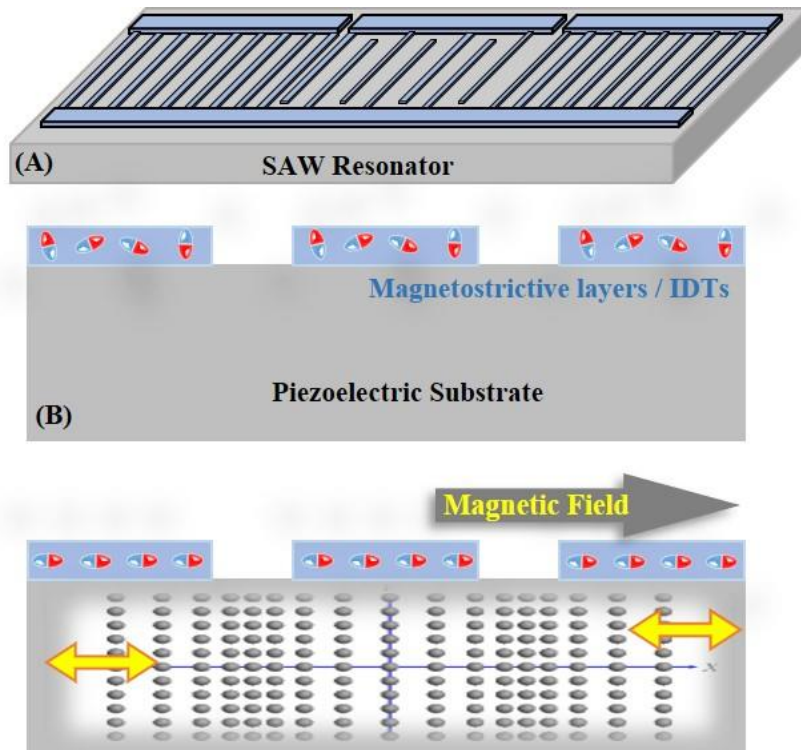 (A)
SAW Resonator
Magnetostrictive layers / IDTs
Piezoelectric Substrate
(B)
Magnetic Field
x